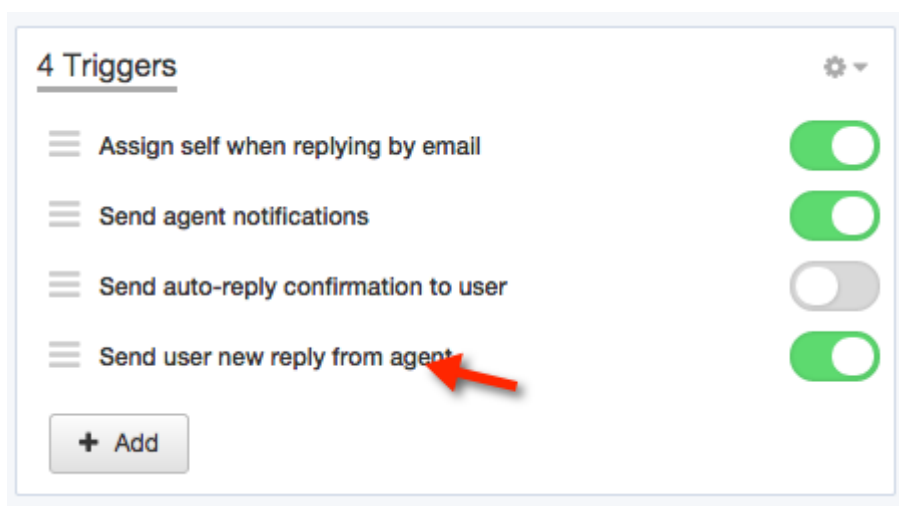 4 Triggers
Assign self when replying by email
Send agent notifications
Send auto-reply confirmation to user
Send user new reply from agent
+ Add